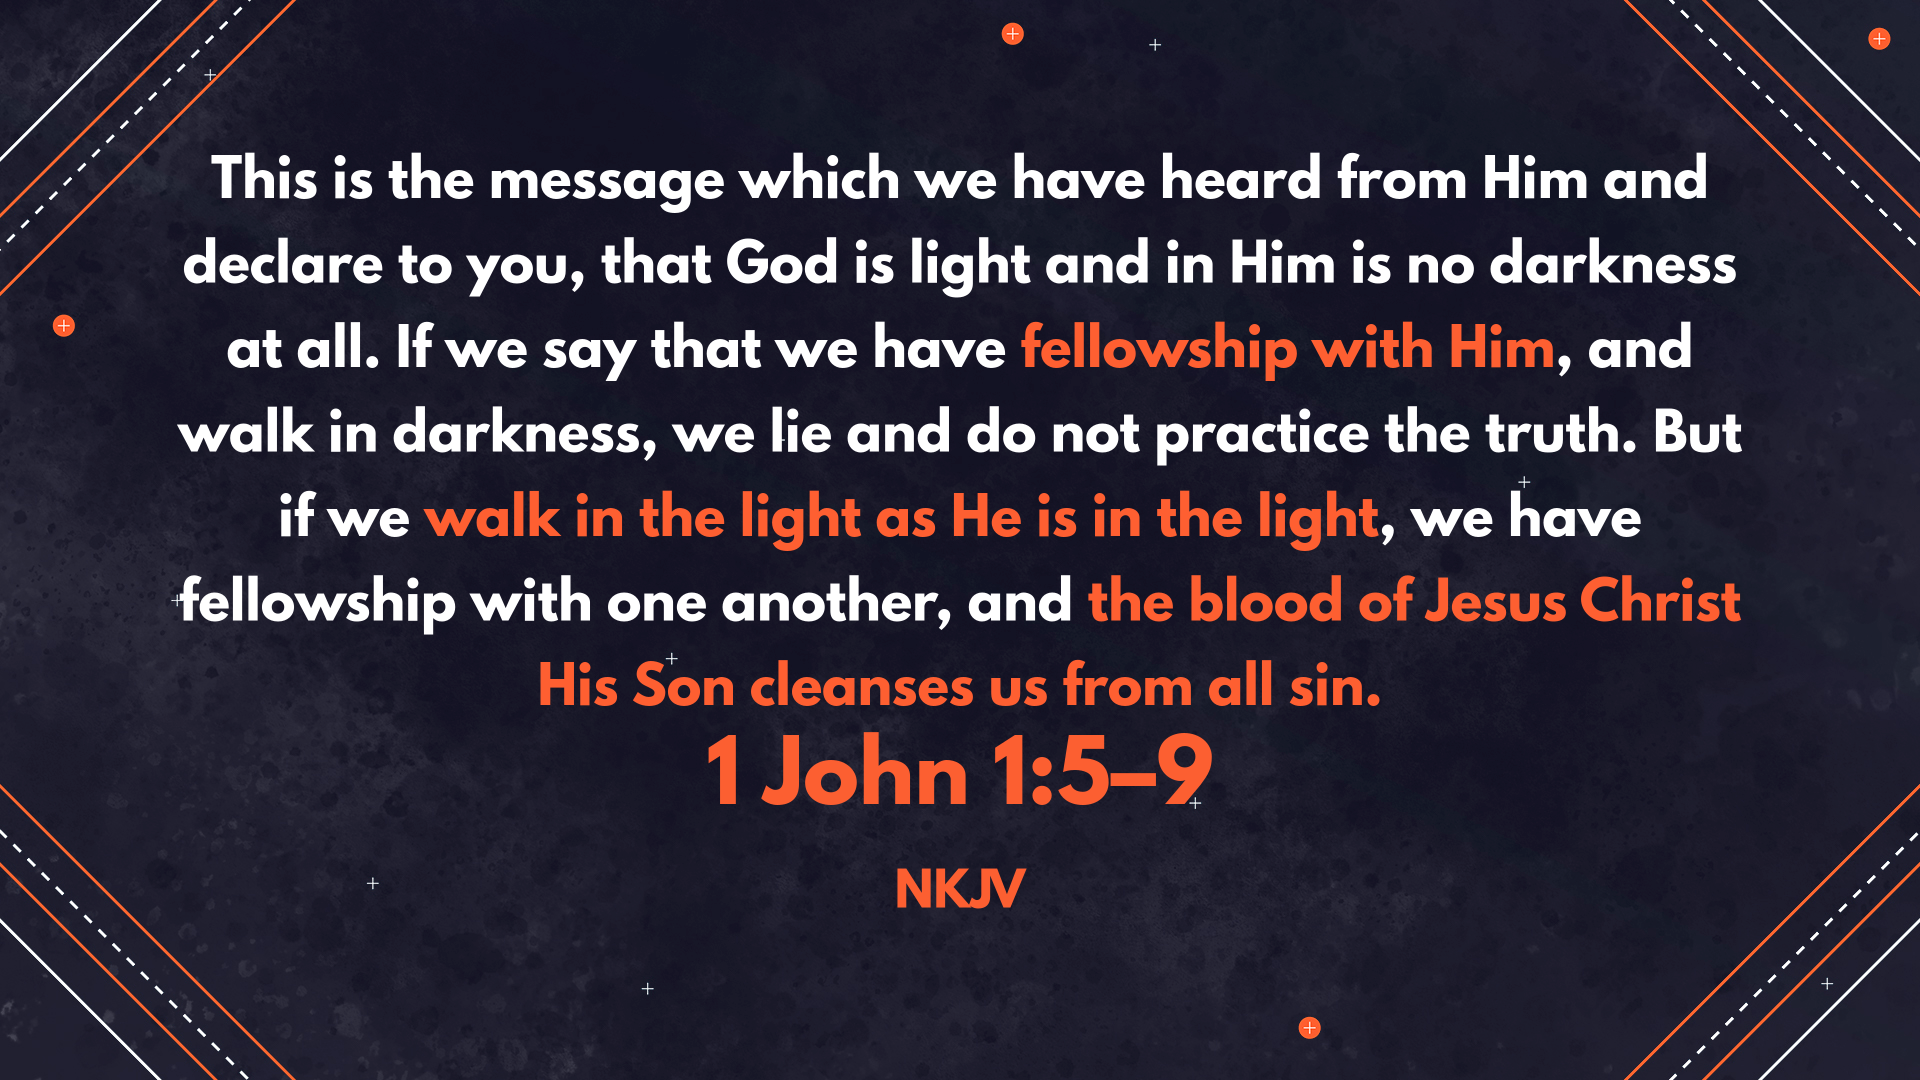 This is the message which we have heard from Him and
declare to you, that God is light and in Him is no darkness
at all. If we say that we have fellowship with Him, and
walk in darkness, we lie and do not practice the truth. But
if we walk in the light as He is in the light, we have
fellowship with one another, and the blood of Jesus Christ
His Son cleanses us from all sin.
1 John 1:5–9
NKJV